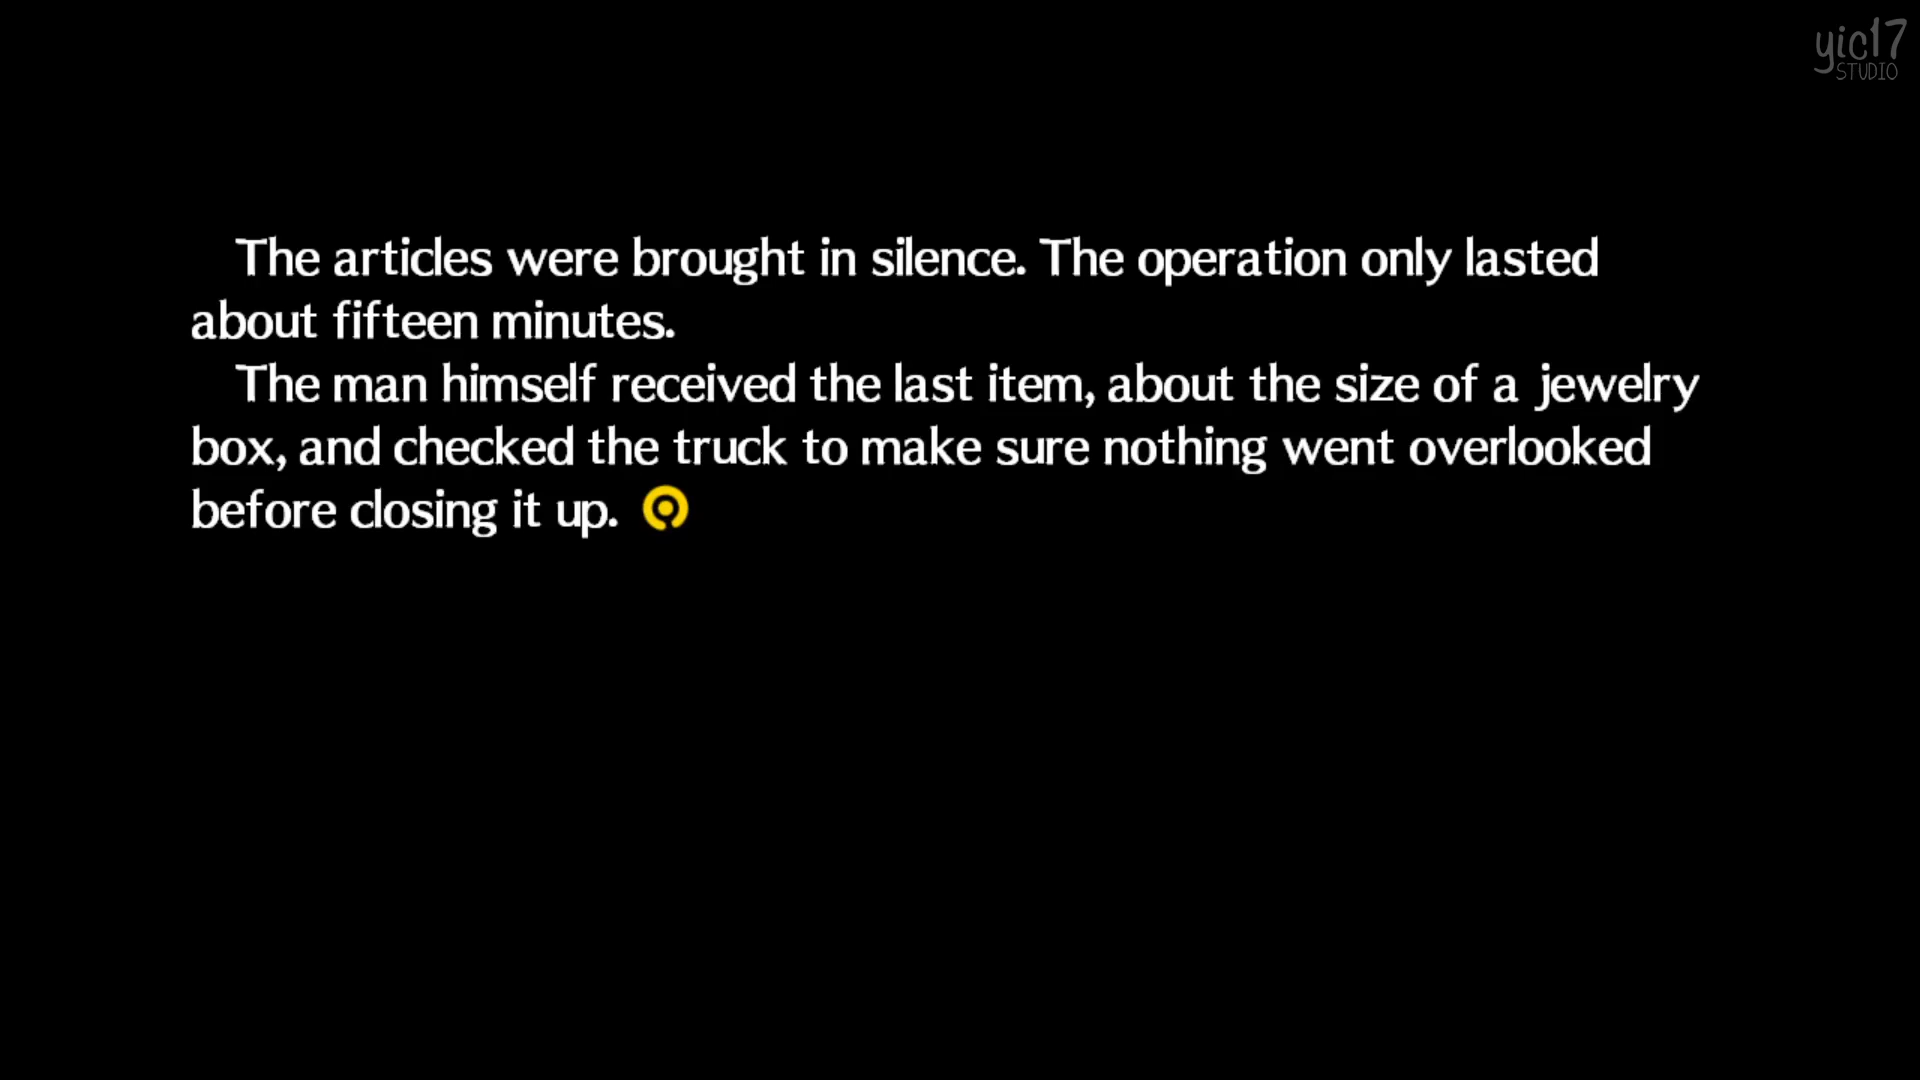 yic17
STUDIO
The articles were brought in silence. The operation only lasted
about fifteen minutes.
The man himself received the last item, about the size of a jewelry
box, and checked the truck to make sure nothing went overlooked
before closing it up.